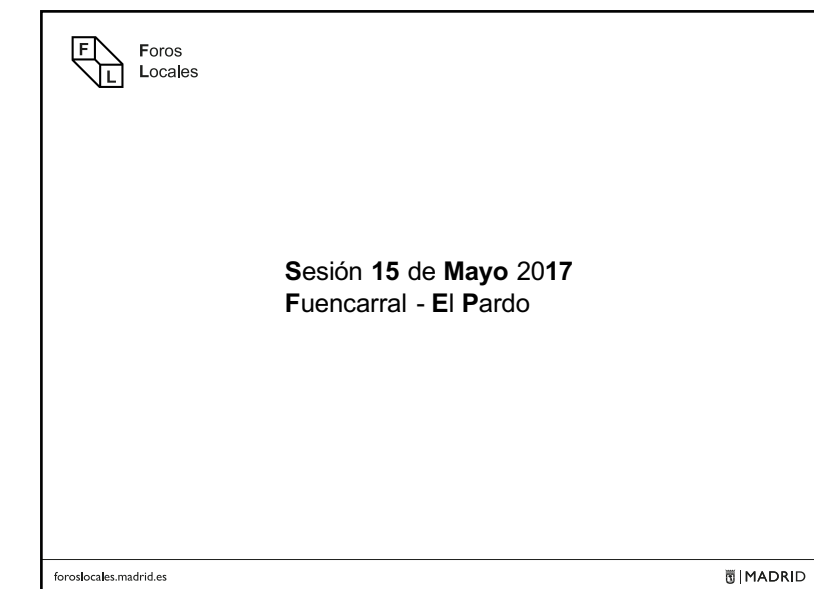 F
L
Foros
Locales
Sesión 15 de Mayo 2017
Fuencarral - El Pardo
foroslocales.madrid.es
MADRID